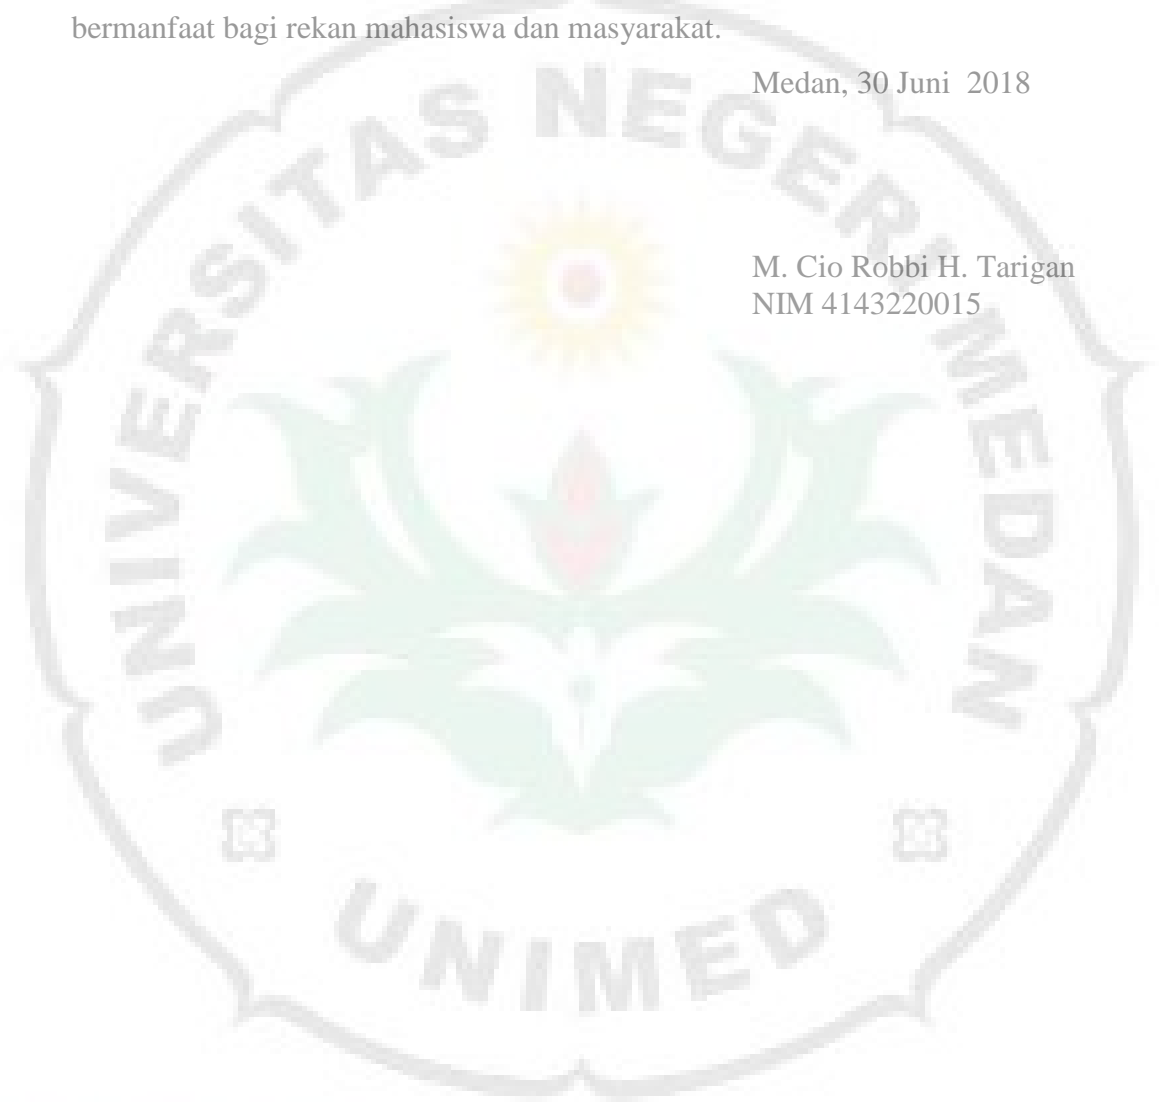 bermanfaat bagi rekan mahasiswa dan masyarakat.
Medan, 30 Juni  2018
M. Cio Robbi H. Tarigan
NIM 4143220015
UNIVERSITAS NEGERI MEDAN
UNIMED